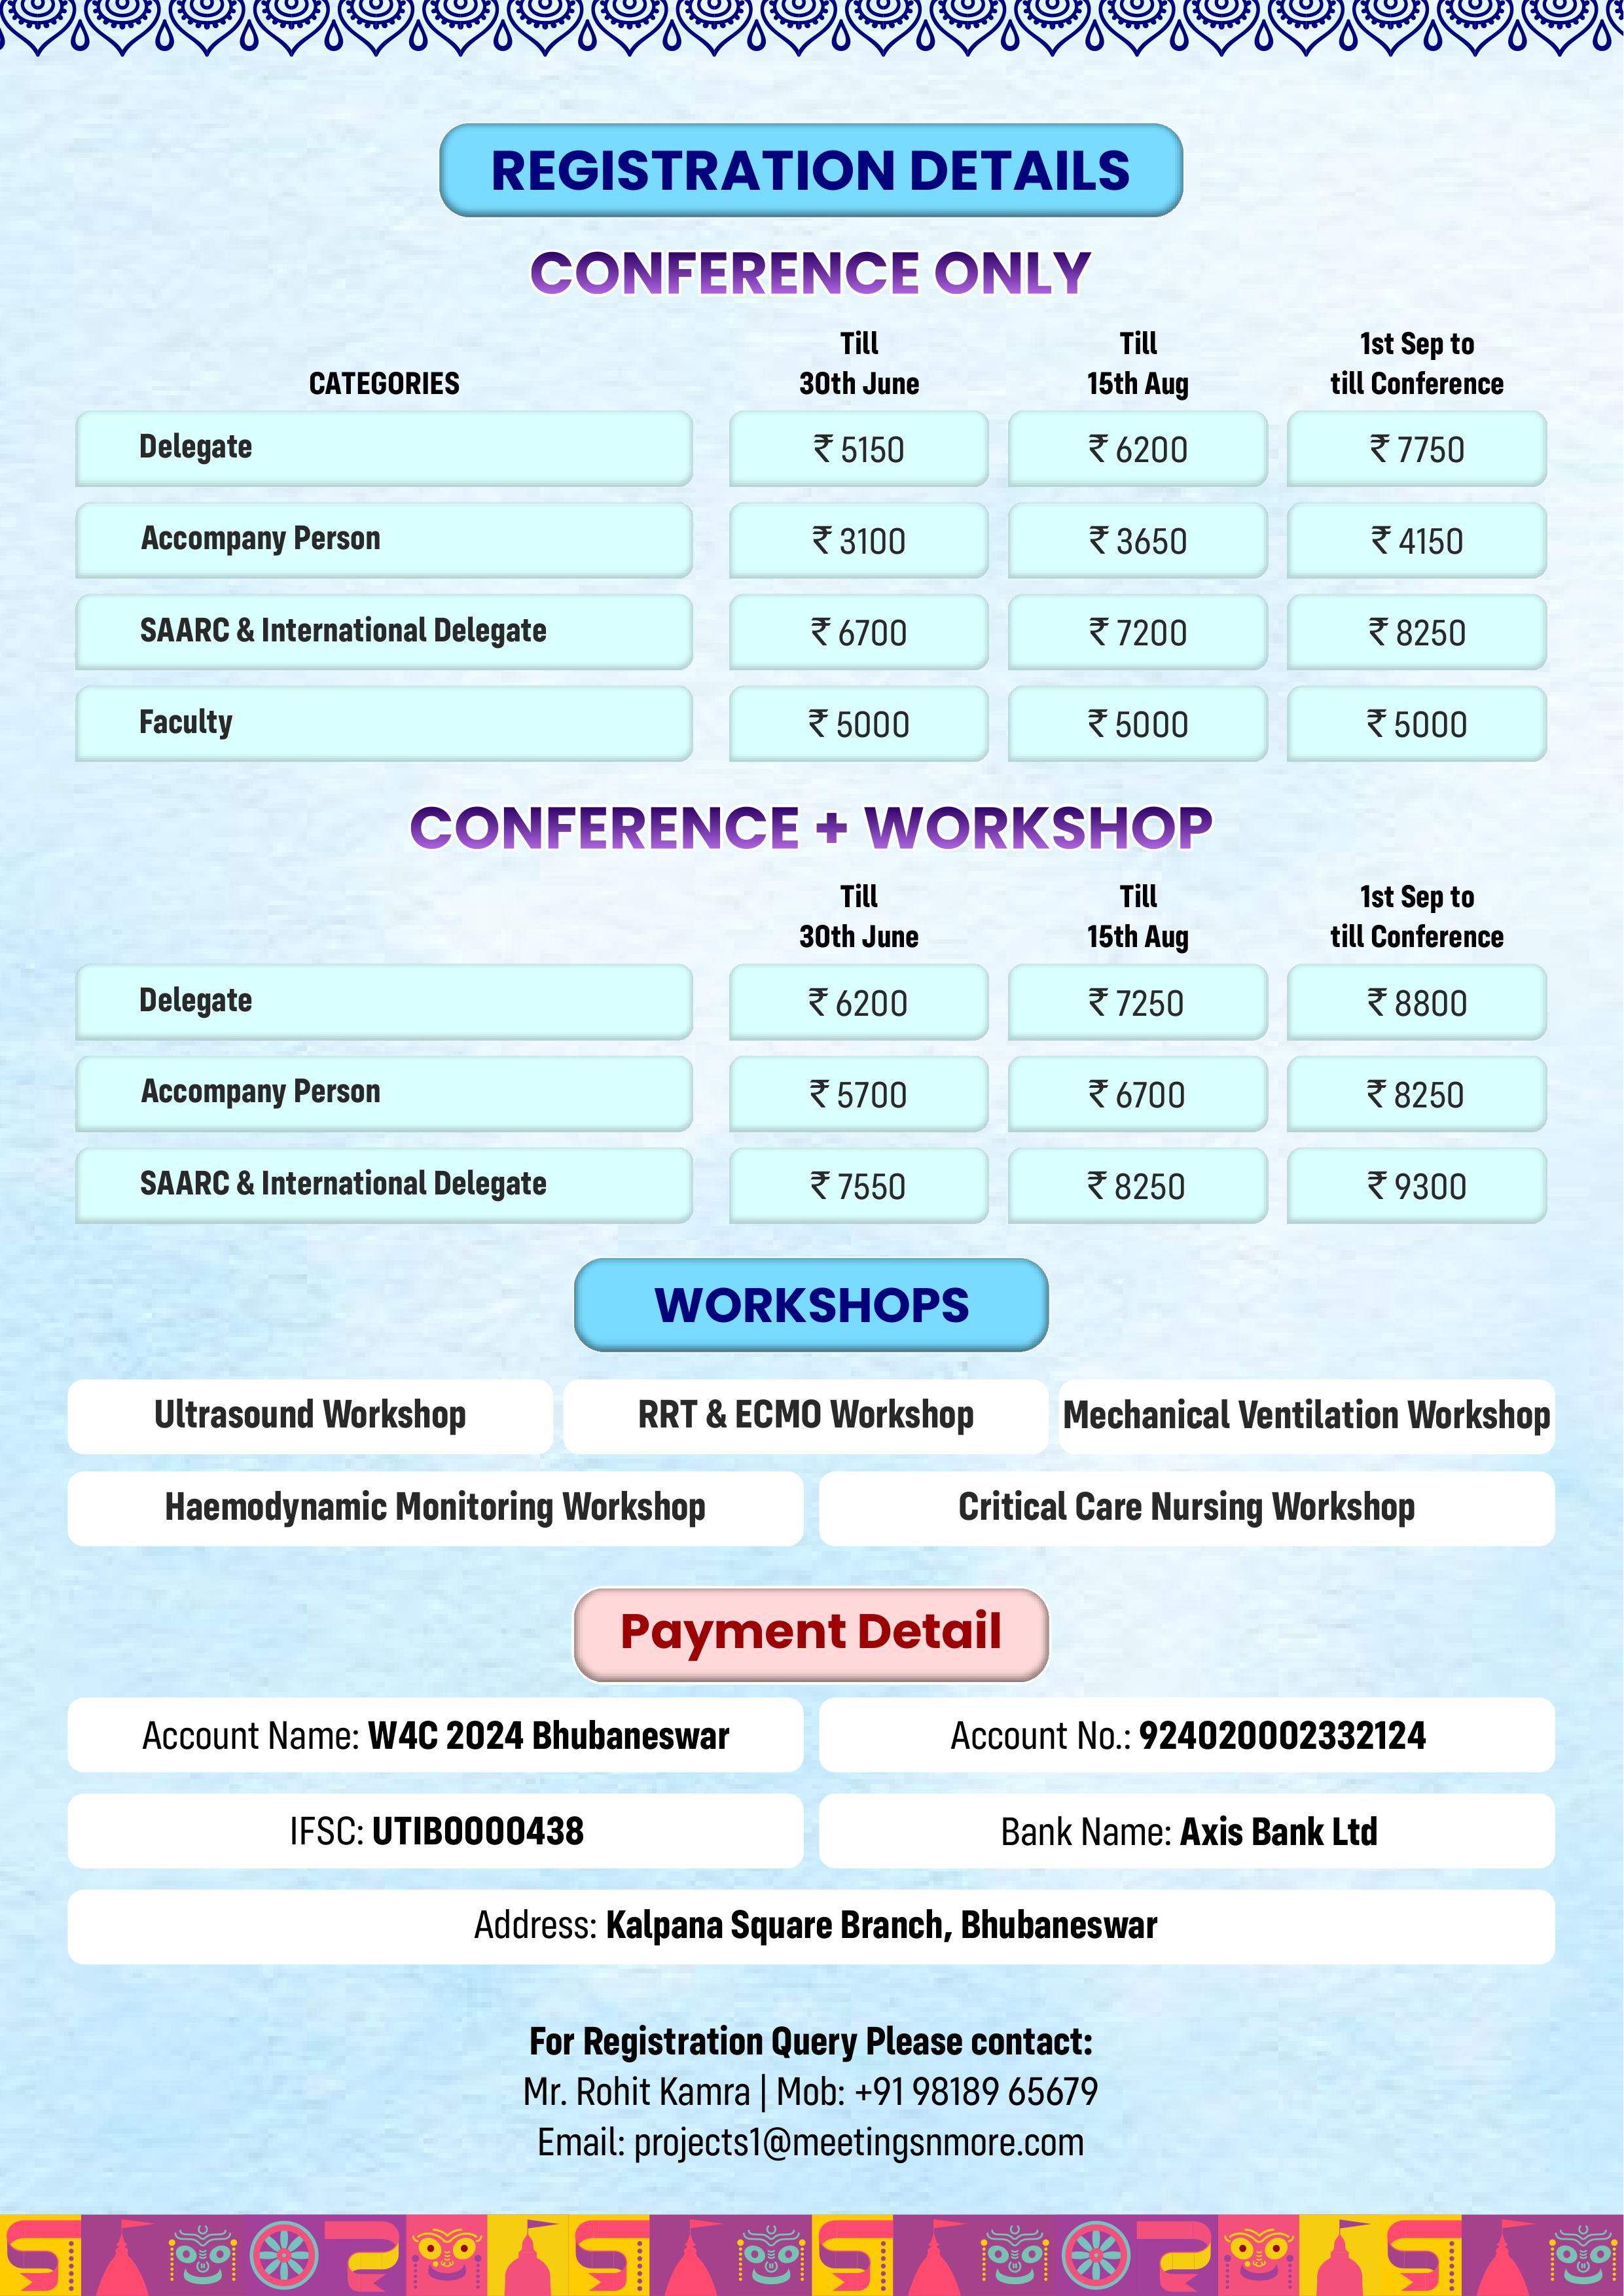 REGISTRATION DETAILS
CONFERENCE ONLY
CATEGORIES
Till
30th June
Till
15th Aug
1st Sep to
till Conference
Delegate ₹ 5150 ₹ 6200 ₹ 7750
Accompany Person ₹ 3100 ₹ 3650 ₹ 4150
SAARC & International Delegate ₹ 6700 ₹ 7200 ₹ 8250
Faculty ₹ 5000 ₹ 5000 ₹ 5000
CONFERENCE + WORKSHOP
Till
30th June
Till
15th Aug
1st Sep to
till Conference
Delegate ₹ 6200 ₹ 7250 ₹ 8800
Accompany Person ₹ 5700 ₹ 6700 ₹ 8250
SAARC & International Delegate ₹ 7550 ₹ 8250 ₹ 9300
WORKSHOPS
Ultrasound Workshop
RRT & ECMO Workshop
Mechanical Ventilation Workshop
Haemodynamic Monitoring Workshop
Critical Care Nursing Workshop
Payment Detail
Account Name: W4C 2024 Bhubaneswar
Account No.: 924020002332124
IFSC: UTIB0000438
Bank Name: Axis Bank Ltd
Address: Kalpana Square Branch, Bhubaneswar
For Registration Query Please contact:
Mr. Rohit Kamra | Mob: +91 98189 65679
Email: projects1@meetingsnmore.com